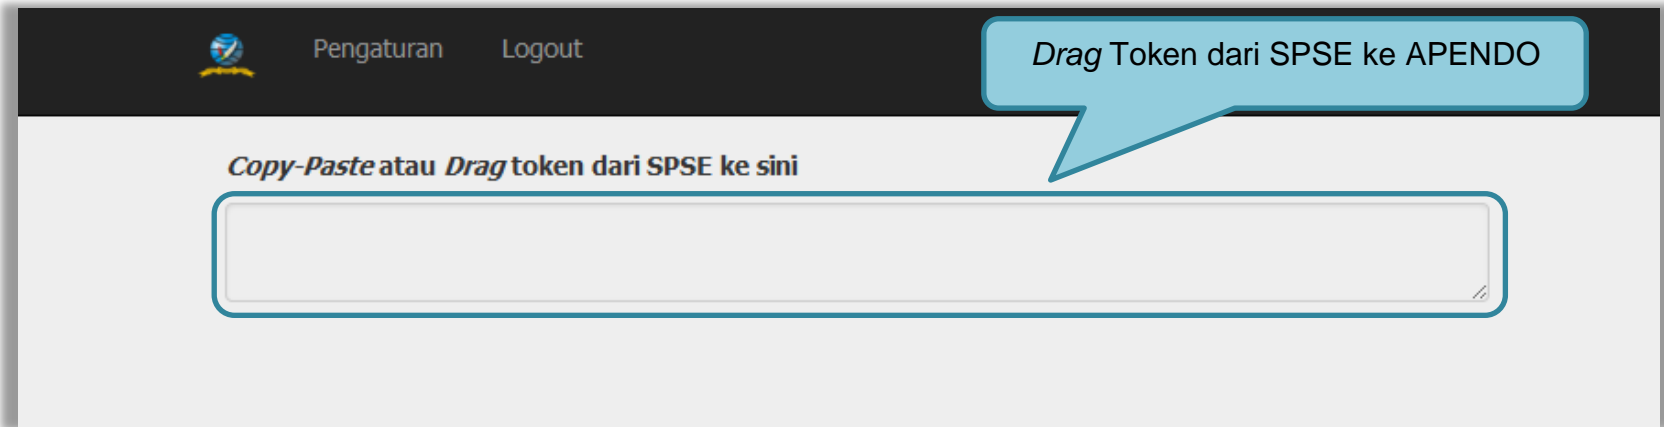 Pengaturan Logout
Drag Token dari SPSE ke APENDO
Copy-Paste atau Drag token dari SPSE ke sini